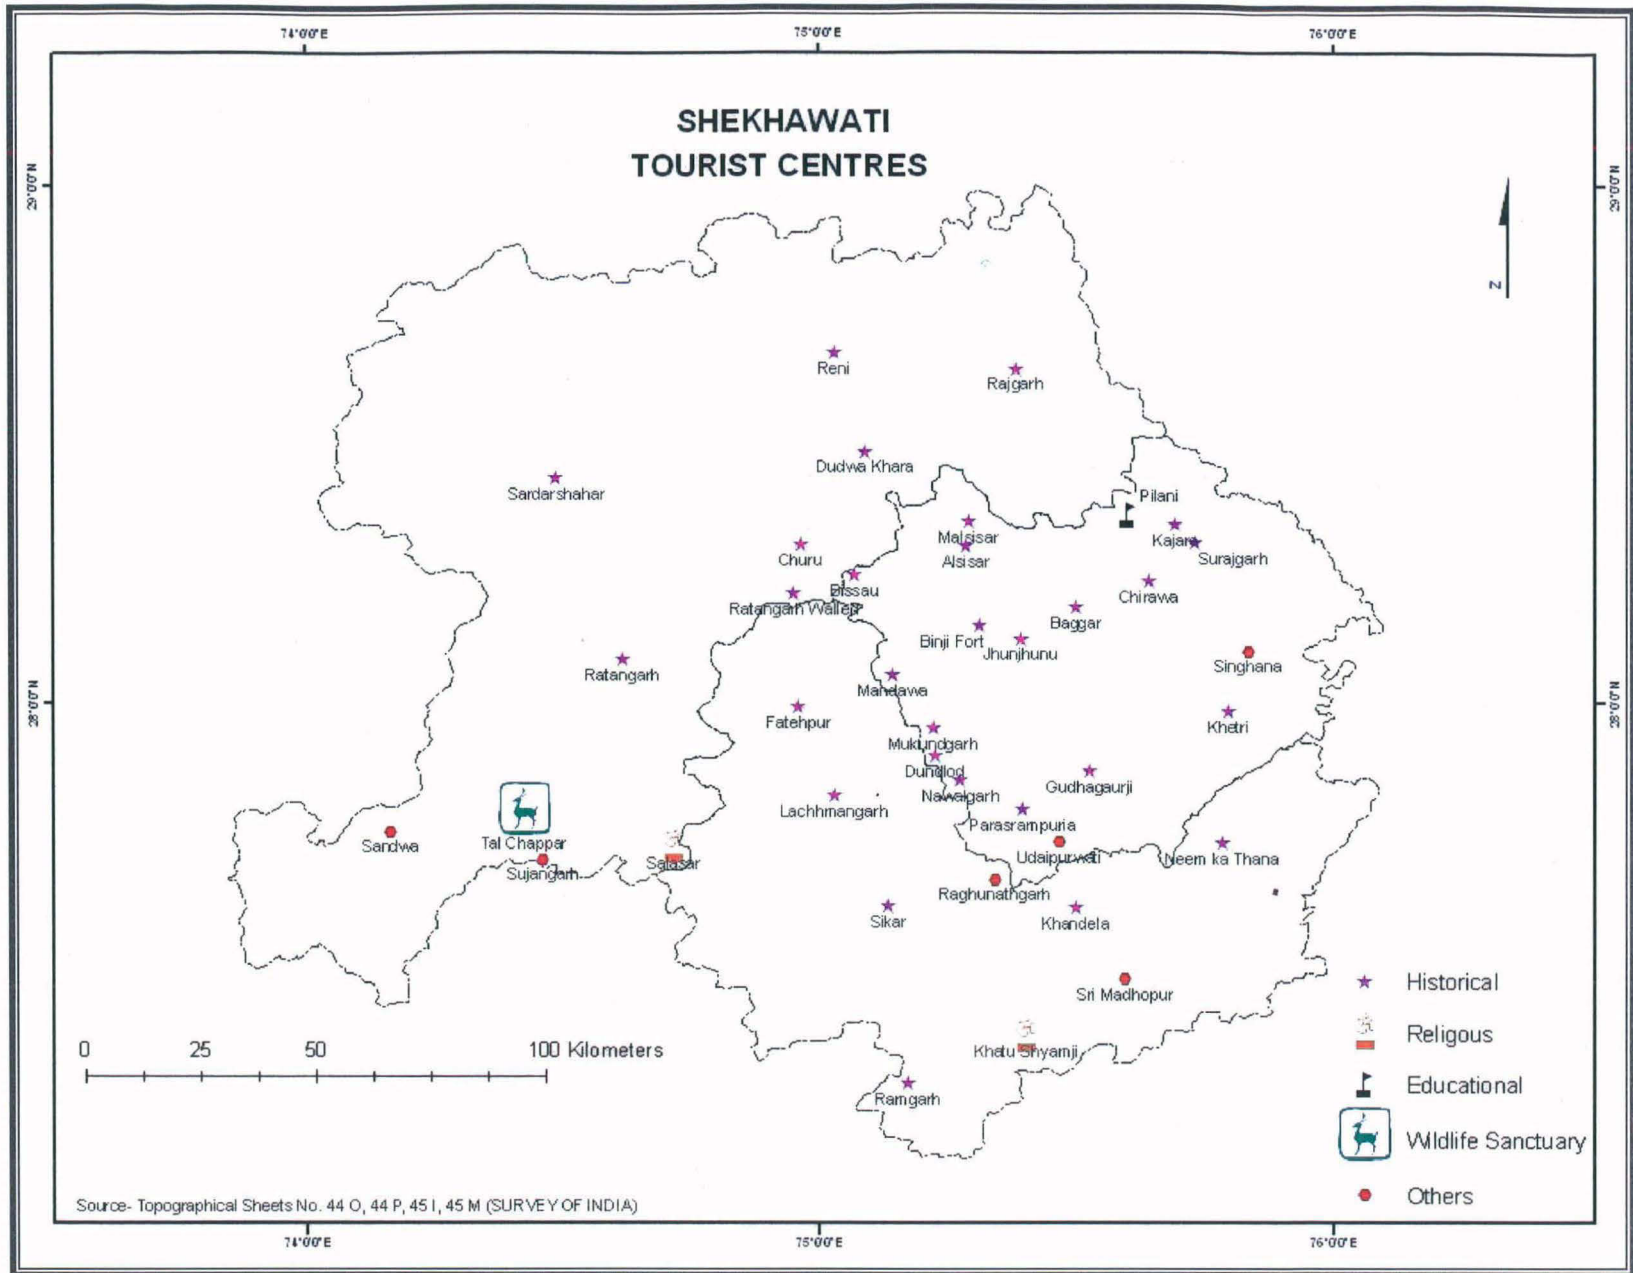 74°0'0"E
75°0'0"E
76°0'0"E
SHEKHAWATI
TOURIST CENTRES
29°0'0"N
29°0'0"N
N
Reni
Rajgarh
Dudwa Khara
Sardarshahar
Pilani
Malsisar
Kajara
Churu
Alsisar
Surajgarh
Bissau
Chirawa
Ratangarh Walled
Baggar
Binji Fort
Jhunjhunu
Singhana
Ratangarh
Mandawa
28°0'0"N
28°0'0"N
Fatehpur
Khetri
Mukundgarh
Dundlod
Gudhagaurji
Nawalgarh
Lachhmangarh
Parasrampuria
Sandwa
Tal Chappar
Udaipurwati
Neem ka Thana
Salasar
Sujangarh
Raghunathgarh
Sikar
Khandela
Sri Madhopur
Historical
Religous
Khatu Shyamji
0 25 50 100 Kilometers
Educational
Ramgarh
Wildlife Sanctuary
Others
Source- Topographical Sheets No. 44 O, 44 P, 45 I, 45 M (SURVEY OF INDIA)
74°0'0"E
75°0'0"E
76°0'0"E